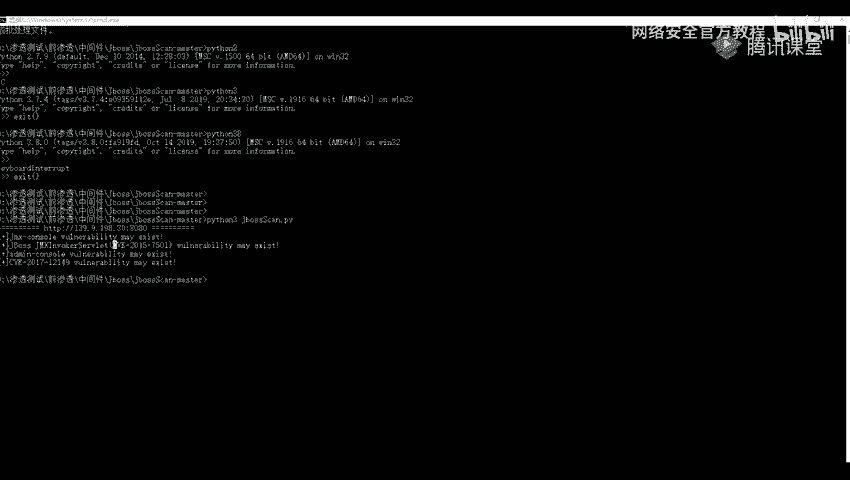 网络安全官方教程 bilibili
腾讯课堂
批处理文件。
:\渗透测试\前渗透\中间件\Jboss\jbossScan-master>python2
ython 2.7.9 (default, Dec 10 2014, 12:28:03) [MSC v.1500 64 bit (AMD64)] on win32
ype "help", "copyright", "credits" or "license" for more information.
>>
C
:\渗透测试\前渗透\中间件\Jboss\jbossScan-master>python3
ython 3.7.4 (tags/v3.7.4:e09359112e, Jul 8 2019, 20:34:20) [MSC v.1916 64 bit (AMD64)] on win32
ype "help", "copyright", "credits" or "license" for more information.
>> exit()
:\渗透测试\前渗透\中间件\Jboss\jbossScan-master>python38
ython 3.8.0 (tags/v3.8.0:fa919fd, Oct 14 2019, 19:37:50) [MSC v.1916 64 bit (AMD64)] on win32
ype "help", "copyright", "credits" or "license" for more information.
>>
eyboardInterrupt
>> exit()
:\渗透测试\前渗透\中间件\Jboss\jbossScan-master>
:\渗透测试\前渗透\中间件\Jboss\jbossScan-master>
:\渗透测试\前渗透\中间件\Jboss\jbossScan-master>
:\渗透测试\前渗透\中间件\Jboss\jbossScan-master>python3 jbossScan.py
========= http://139.9.198.30:8080 ==========
[+]jmx-console vulnerability may exist!
[+]JBoss JMXInvokerServlet(CVE-2015-7501) vulnerability may exist!
[+]admin-console vulnerability may exist!
[+]CVE-2017-12149 vulnerability may exist!
:\渗透测试\前渗透\中间件\Jboss\jbossScan-master>